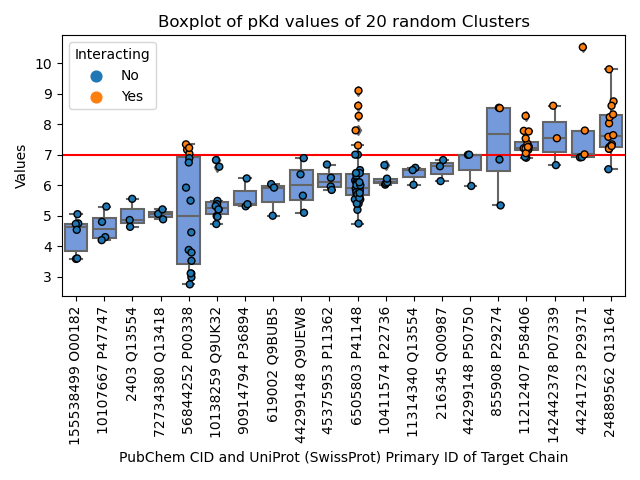 Boxplot of pKd values of 20 random Clusters
Interacting
No
Yes
Values
10
9
8
7
6
5
4
3
155538499 O00182
10107667 P47747
2403 Q13554
72734380 Q13418
56844252 P00338
10138259 Q9UK32
90914794 P36894
619002 Q9BUB5
44299148 Q9UEW8
45375953 P11362
6505803 P41148
10411574 P22736
11314340 Q13554
216345 Q00987
44299148 P50750
855908 P29274
11212407 P58406
142442378 P07339
44241723 P29371
24889562 Q13164
PubChem CID and UniProt (SwissProt) Primary ID of Target Chain